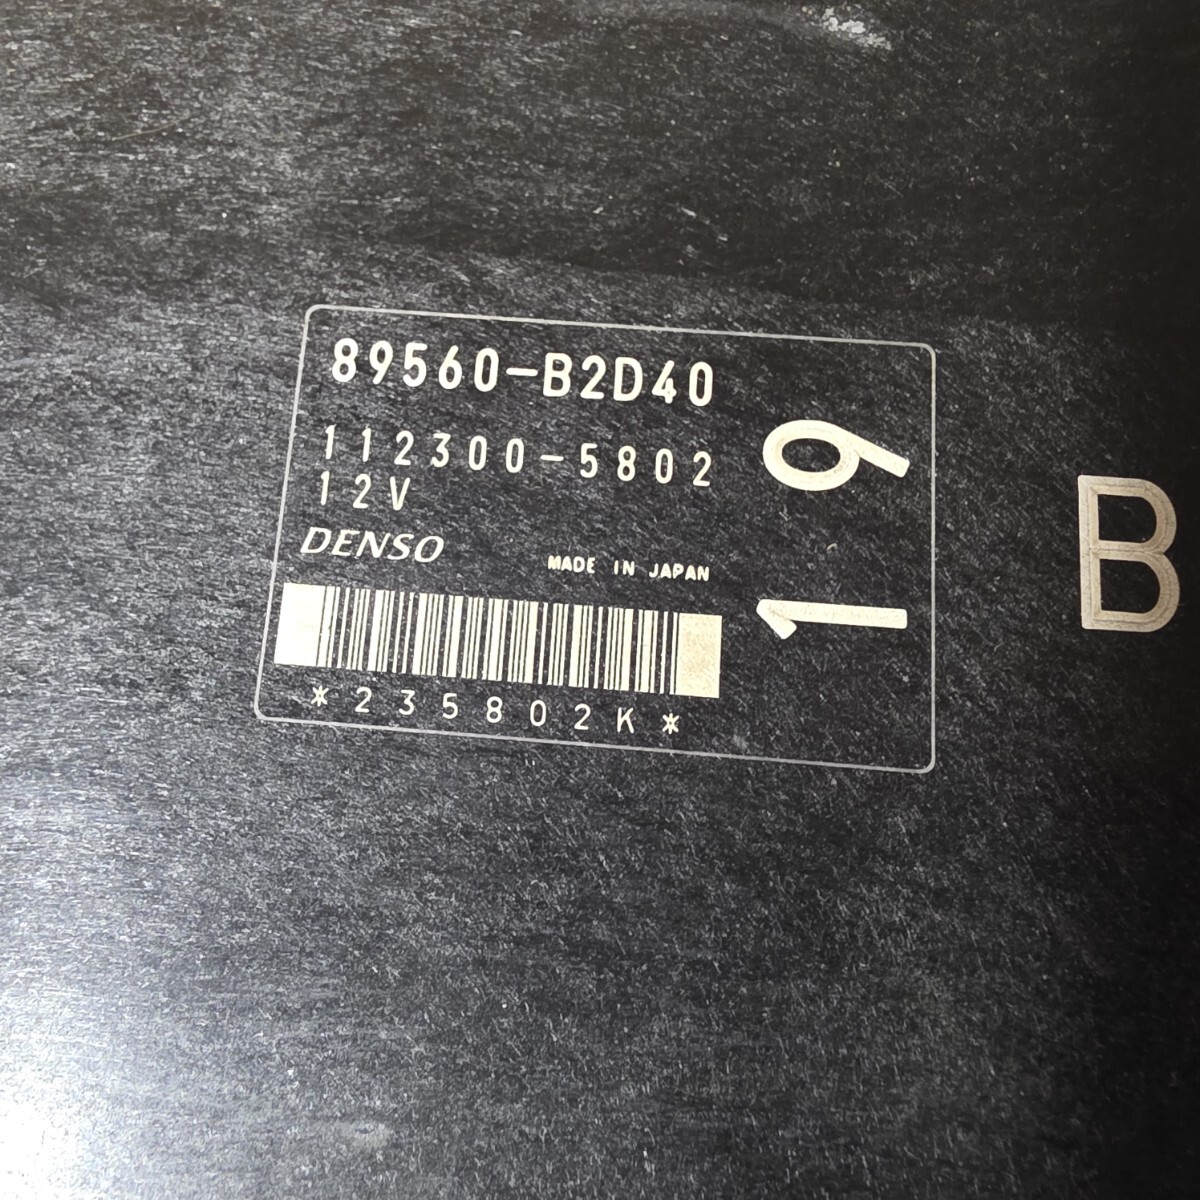 89560-B2D40
112300-5802
12V
DENSO
MADE IN JAPAN
*235802K*
19
B